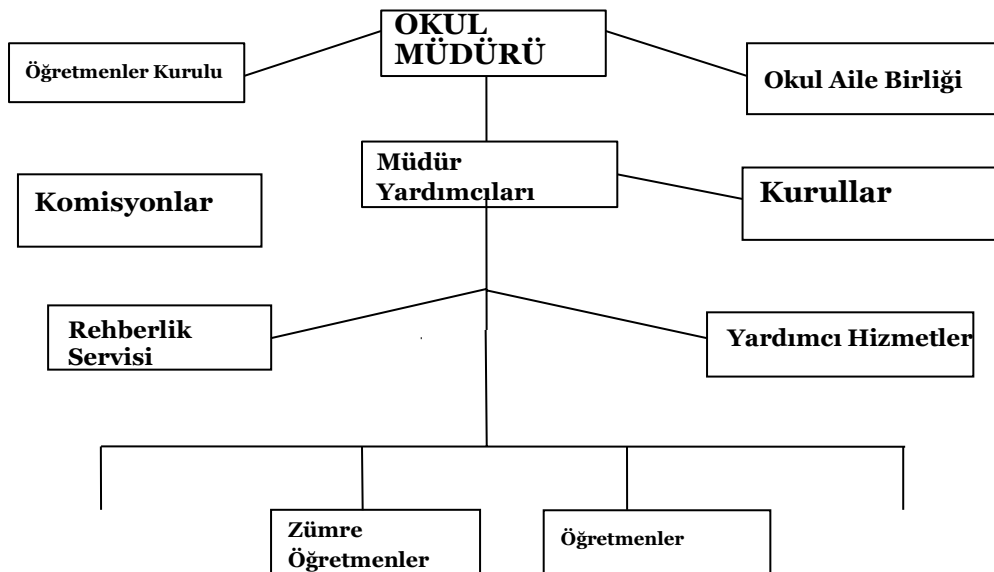 OKUL
MÜDÜRÜ
Öğretmenler Kurulu
Okul Aile Birliği
Müdür
Yardımcıları
Komisyonlar
Kurullar
Rehberlik
Servisi
Yardımcı Hizmetler
Zümre
Öğretmenler
Öğretmenler